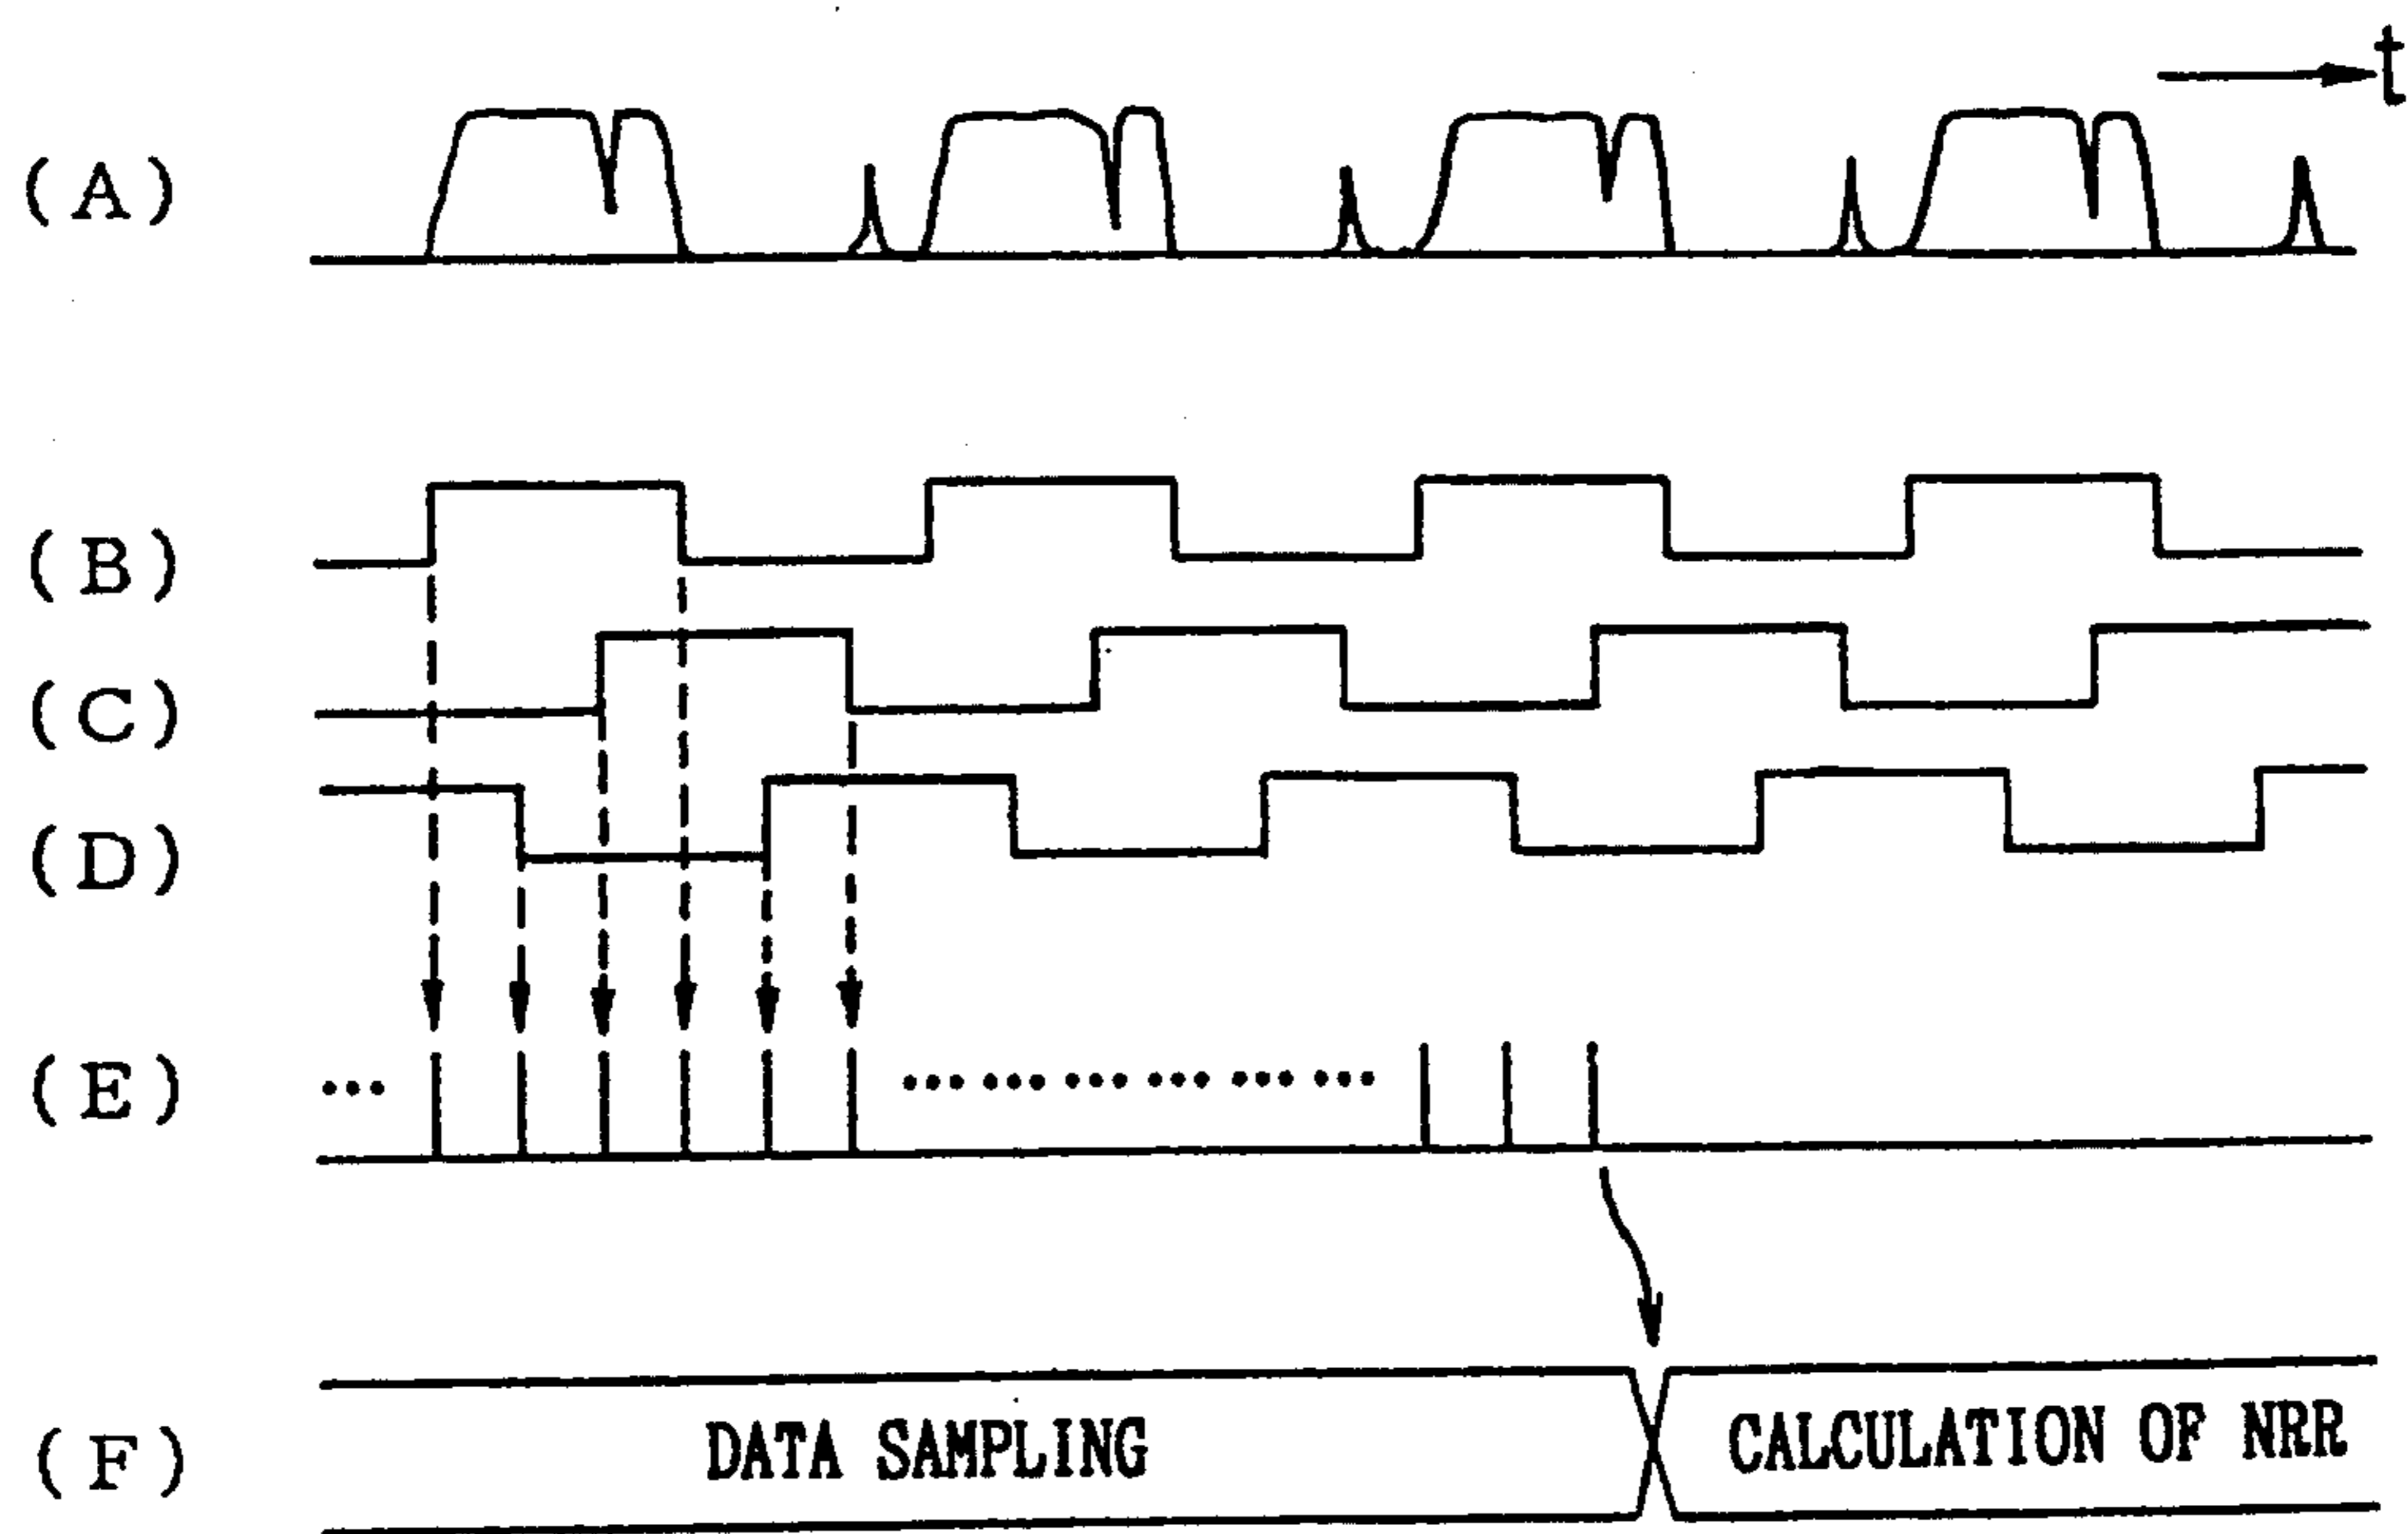 t
(A)
(B)
(C)
(D)
(E)
(F)
DATA SAMPLING
CALCULATION OF NRR